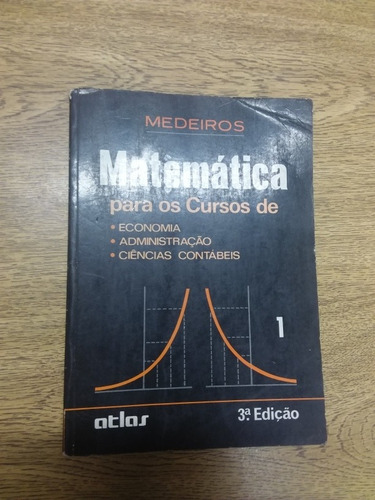 MEDEIROS
Matemática
para os Cursos de
• ECONOMIA
• ADMINISTRAÇÃO
• CIÊNCIAS CONTÁBEIS
1
atlas
3ª Edição